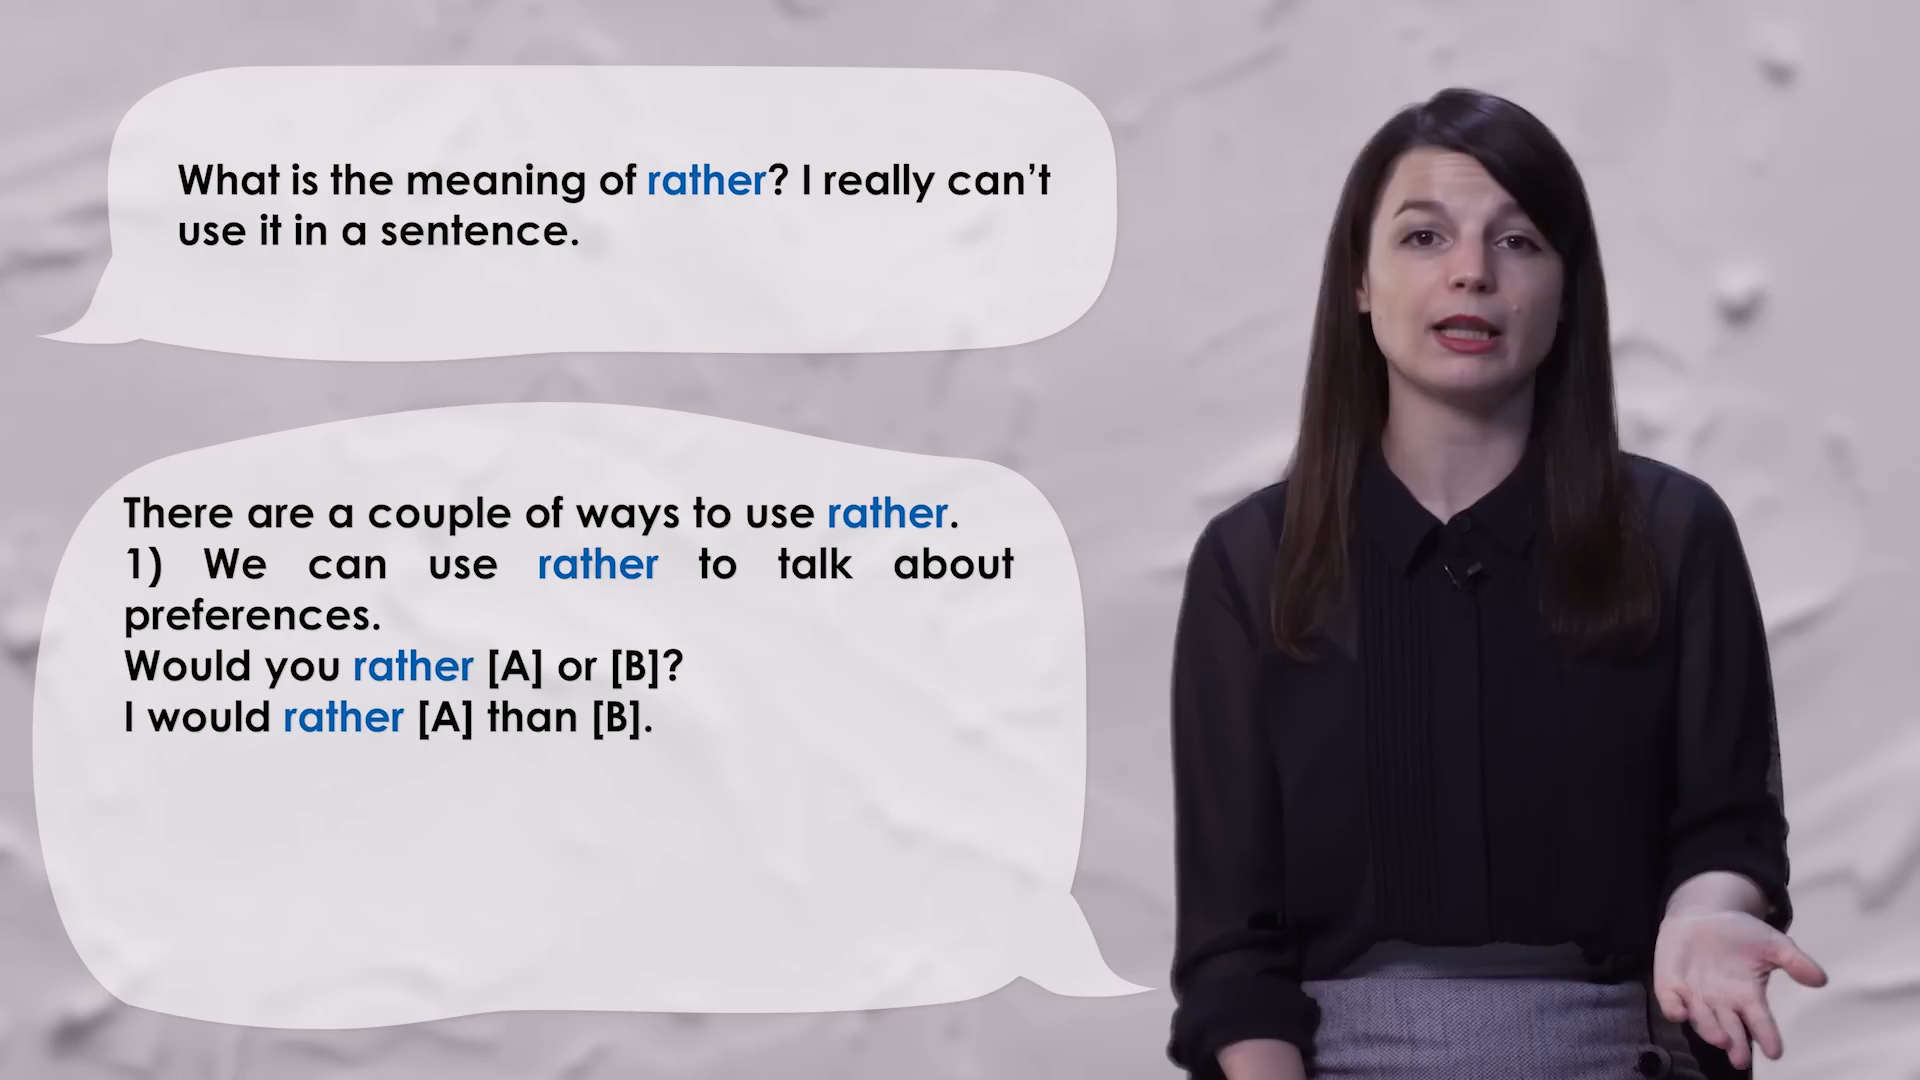 What is the meaning of rather? I really can't
use it in a sentence.
There are a couple of ways to use rather.
1) We can use rather to talk about
preferences.
Would you rather [A] or [B]?
I would rather [A] than [B].